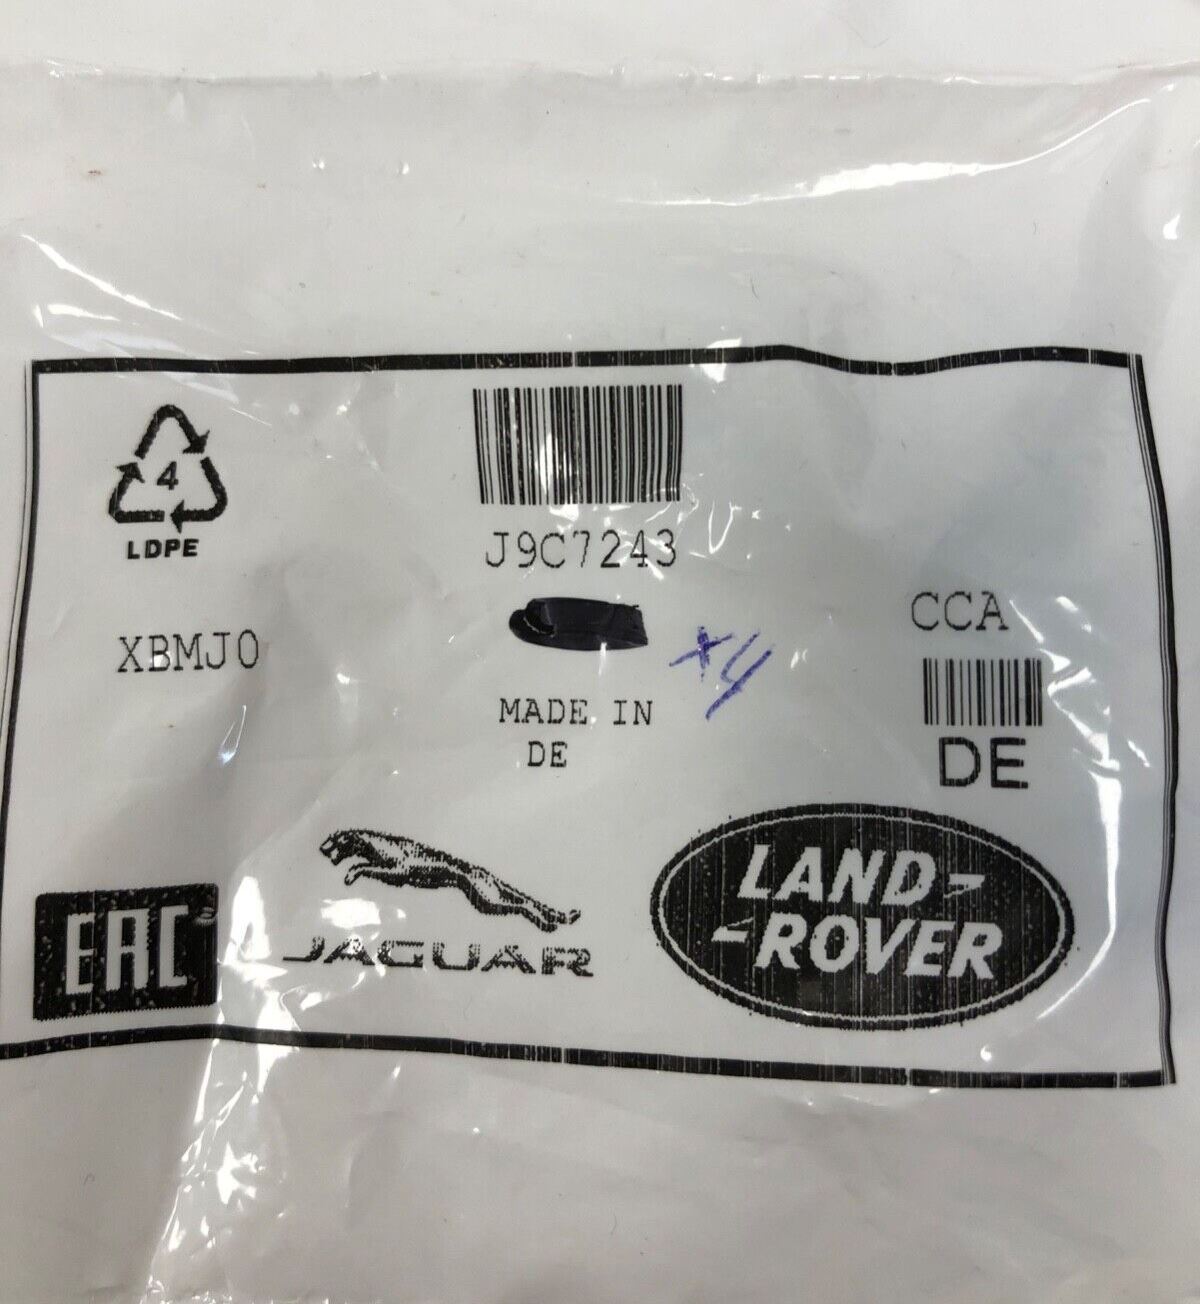 4
LDPE
J9C7243
XBMJ0
x4
CCA
MADE IN
DE
DE
EAC
JAGUAR
LAND-
-ROVER